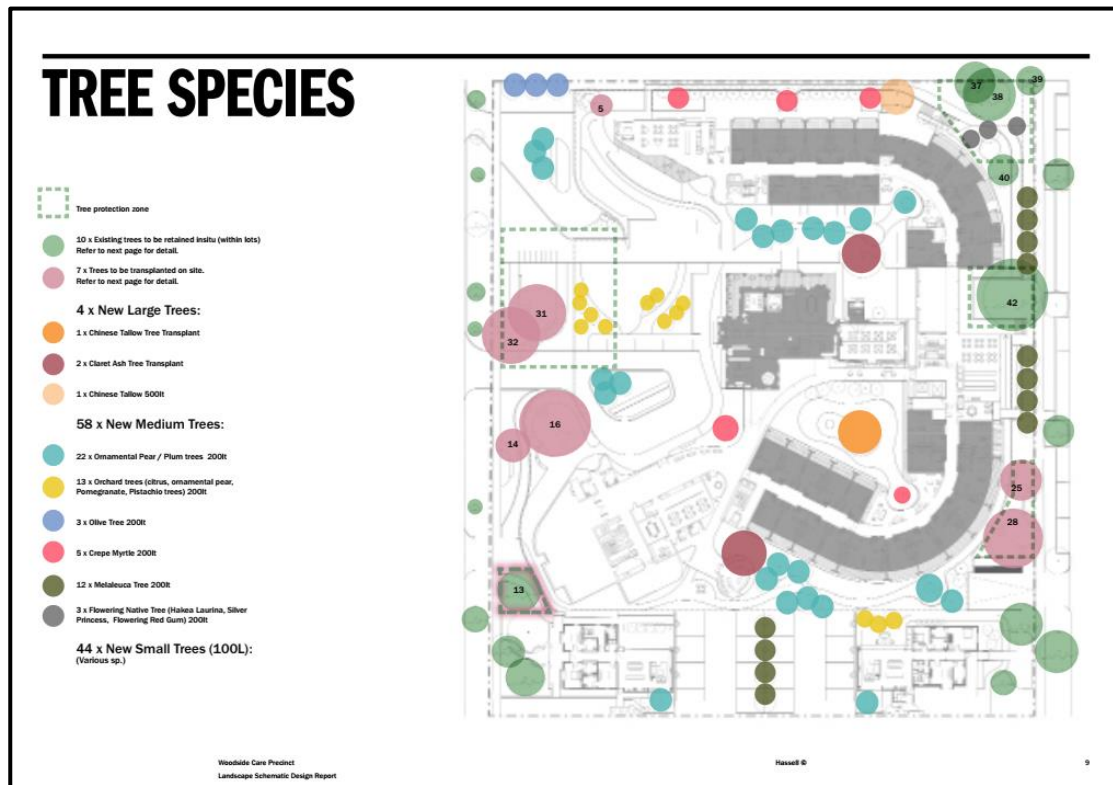 TREE SPECIES
Tree protection zone
10 x Existing trees to be retained insitu (within lots)
Refer to next page for detail.
7 x Trees to be transplanted on site.
Refer to next page for detail.
4 x New Large Trees:
1 x Chinese Tallow Tree Transplant
2 x Claret Ash Tree Transplant
1 x Chinese Tallow 500lt
58 x New Medium Trees:
22 x Ornamental Pear / Plum trees 200lt
13 x Orchard trees (citrus, ornamental pear,
Pomegranate, Pistachio trees) 200lt
3 x Olive Tree 200lt
5 x Crepe Myrtle 200lt
12 x Melaleuca Tree 200lt
3 x Flowering Native Tree (Hakea Laurina, Silver
Princess, Flowering Red Gum) 200lt
44 x New Small Trees (100L):
(Various sp.)
5
37
38
39
40
42
31
32
16
14
25
28
13
Woodside Care Precinct
Landscape Schematic Design Report
Hassell ©
9